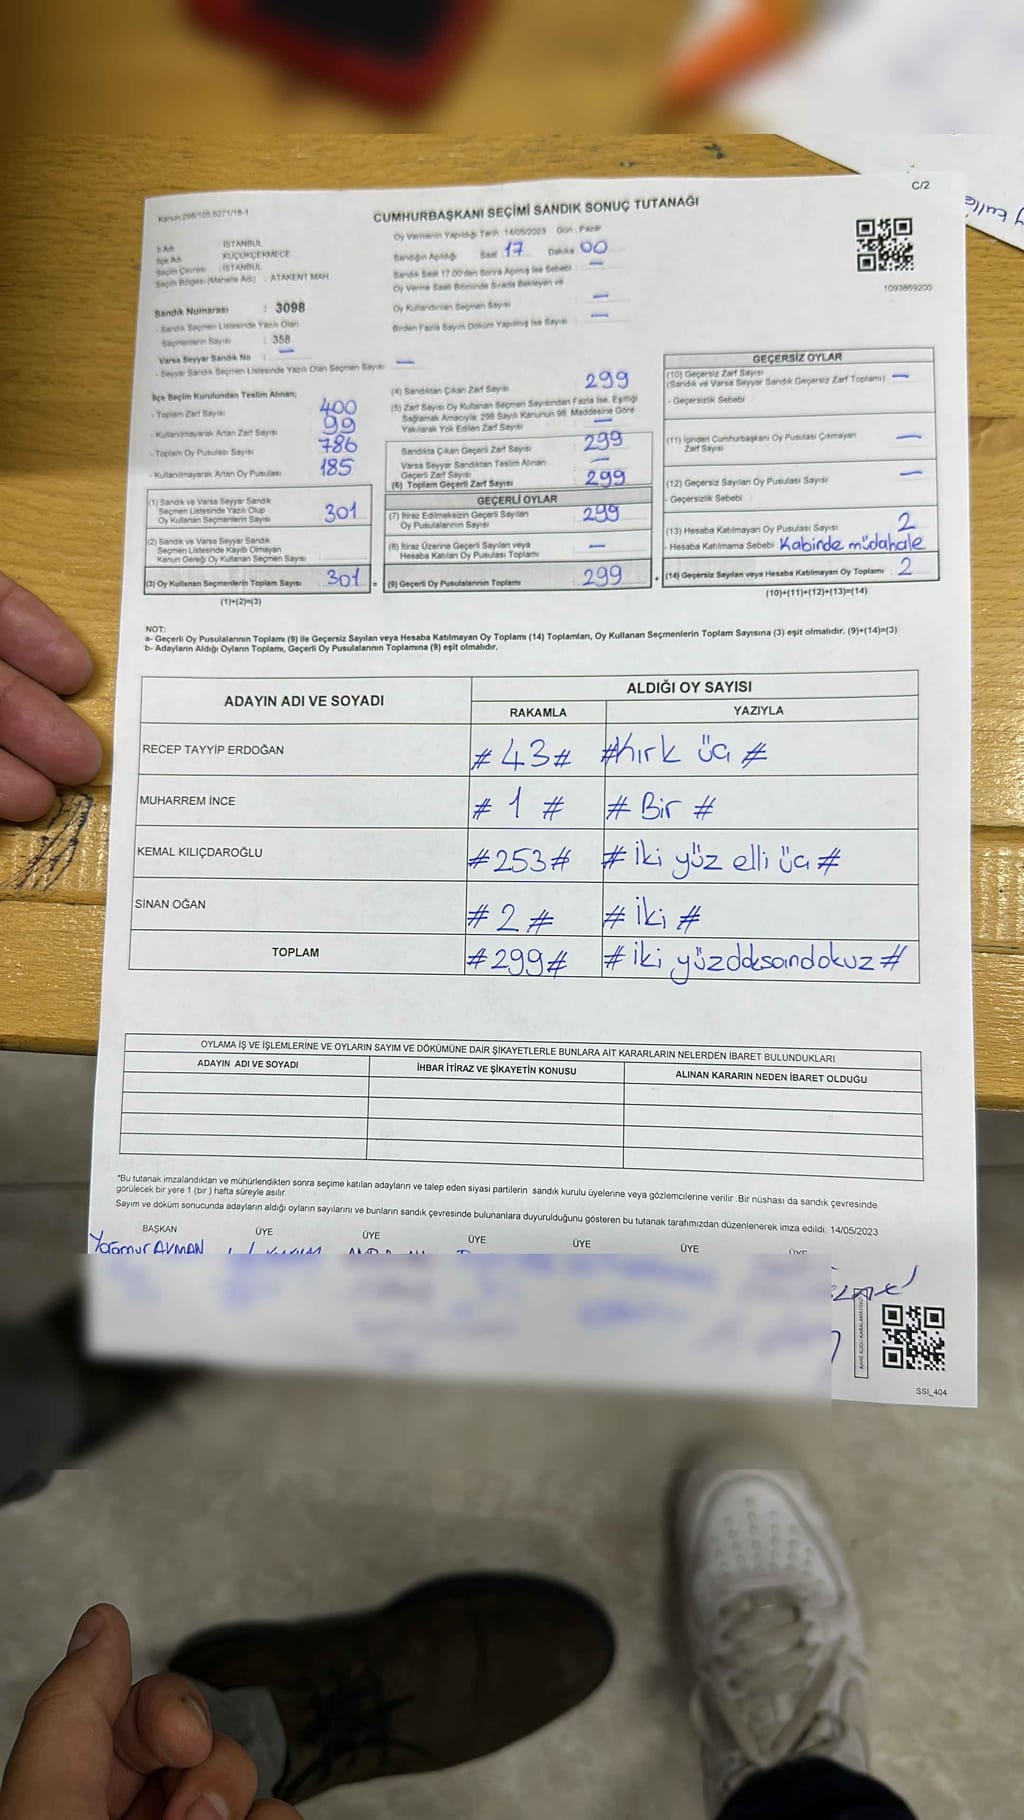 C/2
Kanun 298/105.6271/18-1
CUMHURBAŞKANI SEÇİMİ SANDIK SONUÇ TUTANAĞI
İl Adı : İSTANBUL
İlçe Adı : KÜÇÜKÇEKMECE
Seçim Çevresi : İSTANBUL
Seçim Bölgesi (Mahalle Adı) : ATAKENT MAH.
Oy Vermenin Yapıldığı Tarih 14/05/2023 Gün : Pazar
Sandığın Açıldığı Saat 17 Dakika 00
Sandık Saat 17.00'den Sonra Açılmış İse Sebebi : —
Oy Verme Saati Bitiminde Sırada Bekleyen ve
Oy Kullandırılan Seçmen Sayısı —
Birden Fazla Sayım Döküm Yapılmış İse Sayısı —
1093869200
Sandık Numarası : 3098
- Sandık Seçmen Listesinde Yazılı Olan
Seçmenlerin Sayısı : 358
Varsa Seyyar Sandık No : —
- Seyyar Sandık Seçmen Listesinde Yazılı Olan Seçmen Sayısı —
İlçe Seçim Kurulundan Teslim Alınan;
- Toplam Zarf Sayısı 400
- Kullanılmayarak Artan Zarf Sayısı 99
- Toplam Oy Pusulası Sayısı 786
- Kullanılmayarak Artan Oy Pusulası 185
(1) Sandık ve Varsa Seyyar Sandık
Seçmen Listesinde Yazılı Olup
Oy Kullanan Seçmenlerin Sayısı 301
(2) Sandık ve Varsa Seyyar Sandık
Seçmen Listesinde Kayıtlı Olmayan
Kanun Gereği Oy Kullanan Seçmen Sayısı
(3) Oy Kullanan Seçmenlerin Toplam Sayısı 301 =
(1)+(2)=(3)
(4) Sandıktan Çıkan Zarf Sayısı 299
(5) Zarf Sayısı Oy Kullanan Seçmen Sayısından Fazla İse, Eşitliği
Sağlamak Amacıyla; 298 Sayılı Kanunun 98. Maddesine Göre
Yakılarak Yok Edilen Zarf Sayısı —
Sandıkta Çıkan Geçerli Zarf Sayısı 299
Varsa Seyyar Sandıktan Teslim Alınan
Geçerli Zarf Sayısı —
(6) Toplam Geçerli Zarf Sayısı 299
GEÇERLİ OYLAR
(7) İtiraz Edilmeksizin Geçerli Sayılan
Oy Pusulalarının Sayısı : 299
(8) İtiraz Üzerine Geçerli Sayılan veya
Hesaba Katılan Oy Pusulası Toplamı : —
(9) Geçerli Oy Pusulalarının Toplamı : 299 +
GEÇERSİZ OYLAR
(10) Geçersiz Zarf Sayısı
(Sandık ve Varsa Seyyar Sandık Geçersiz Zarf Toplamı) —
- Geçersizlik Sebebi
(11) İçinden Cumhurbaşkanı Oy Pusulası Çıkmayan
Zarf Sayısı —
(12) Geçersiz Sayılan Oy Pusulası Sayısı —
- Geçersizlik Sebebi :
(13) Hesaba Katılmayan Oy Pusulası Sayısı 2
- Hesaba Katılmama Sebebi Kabinde müdahale
(14) Geçersiz Sayılan veya Hesaba Katılmayan Oy Toplamı : 2
(10)+(11)+(12)+(13)=(14)
NOT:
a- Geçerli Oy Pusulalarının Toplamı (9) ile Geçersiz Sayılan veya Hesaba Katılmayan Oy Toplamı (14) Toplamları, Oy Kullanan Seçmenlerin Toplam Sayısına (3) eşit olmalıdır. (9)+(14)=(3)
b- Adayların Aldığı Oyların Toplamı, Geçerli Oy Pusulalarının Toplamına (9) eşit olmalıdır.
ADAYIN ADI VE SOYADI
ALDIĞI OY SAYISI
RAKAMLA YAZIYLA
RECEP TAYYİP ERDOĞAN #43# #kırk üç#
MUHARREM İNCE #1# #Bir#
KEMAL KILIÇDAROĞLU #253# #iki yüz elli üç#
SİNAN OĞAN #2# #iki#
TOPLAM #299# #iki yüzdoksandokuz#
OYLAMA İŞ VE İŞLEMLERİNE VE OYLARIN SAYIM VE DÖKÜMÜNE DAİR ŞİKAYETLERLE BUNLARA AİT KARARLARIN NELERDEN İBARET BULUNDUKLARI
ADAYIN ADI VE SOYADI İHBAR İTİRAZ VE ŞİKAYETİN KONUSU ALINAN KARARIN NEDEN İBARET OLDUĞU
*Bu tutanak imzalandıktan ve mühürlendikten sonra seçime katılan adayların ve talep eden siyasi partilerin sandık kurulu üyelerine veya gözlemcilerine verilir. Bir nüshası da sandık çevresinde
görülecek bir yere 1 (bir) hafta süreyle asılır.
Sayım ve döküm sonucunda adayların aldığı oyların sayılarını ve bunların sandık çevresinde bulunanlara duyurulduğunu gösteren bu tutanak tarafımızdan düzenlenerek imza edildi. 14/05/2023
BAŞKAN ÜYE ÜYE ÜYE ÜYE ÜYE ÜYE
SSI_404